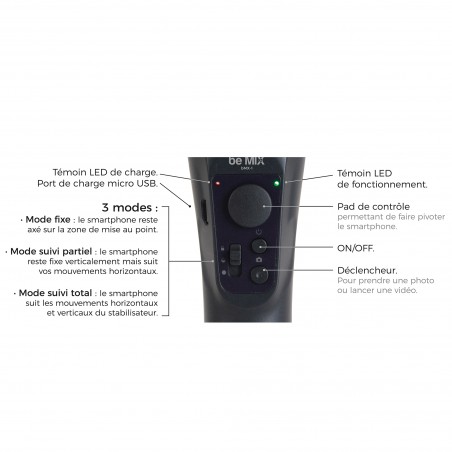 be MIX
Témoin LED de charge.
Port de charge micro USB.
3 modes :
• Mode fixe : le smartphone reste
axé sur la zone de mise au point.
• Mode suivi partiel : le smartphone
reste fixe verticalement mais suit
vos mouvements horizontaux.
• Mode suivi total : le smartphone
suit les mouvements horizontaux
et verticaux du stabilisateur.
Témoin LED
de fonctionnement.
Pad de contrôle
permettant de faire pivoter
le smartphone.
ON/OFF.
Déclencheur.
Pour prendre une photo
ou lancer une vidéo.